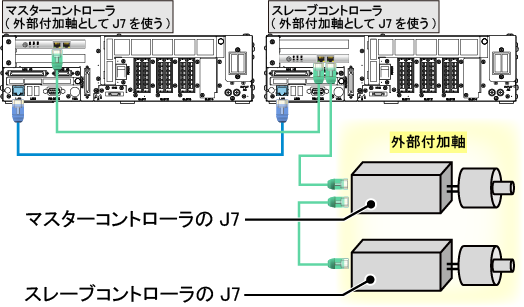 マスターコントローラ
(外部付加軸として J7 を使う)
スレーブコントローラ
(外部付加軸として J7 を使う)
外部付加軸
マスターコントローラの J7
スレーブコントローラの J7